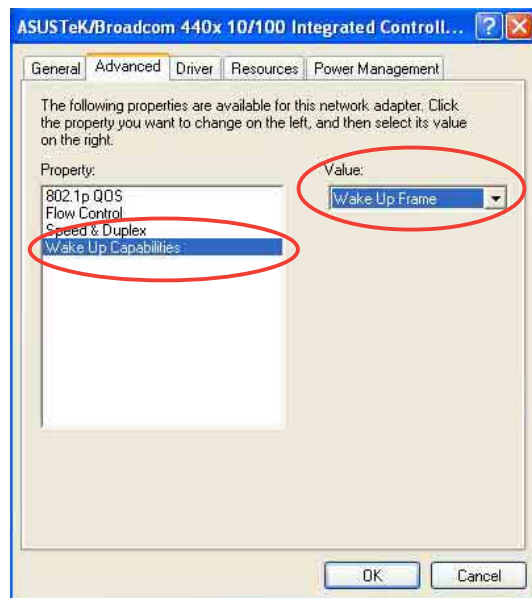 ASUSTeK/Broadcom 440x 10/100 Integrated Controll...
General Advanced Driver Resources Power Management
The following properties are available for this network adapter. Click
the property you want to change on the left, and then select its value
on the right.
Property:
Value:
802.1p QOS
Flow Control
Speed & Duplex
Wake Up Capabilities
Wake Up Frame
OK Cancel